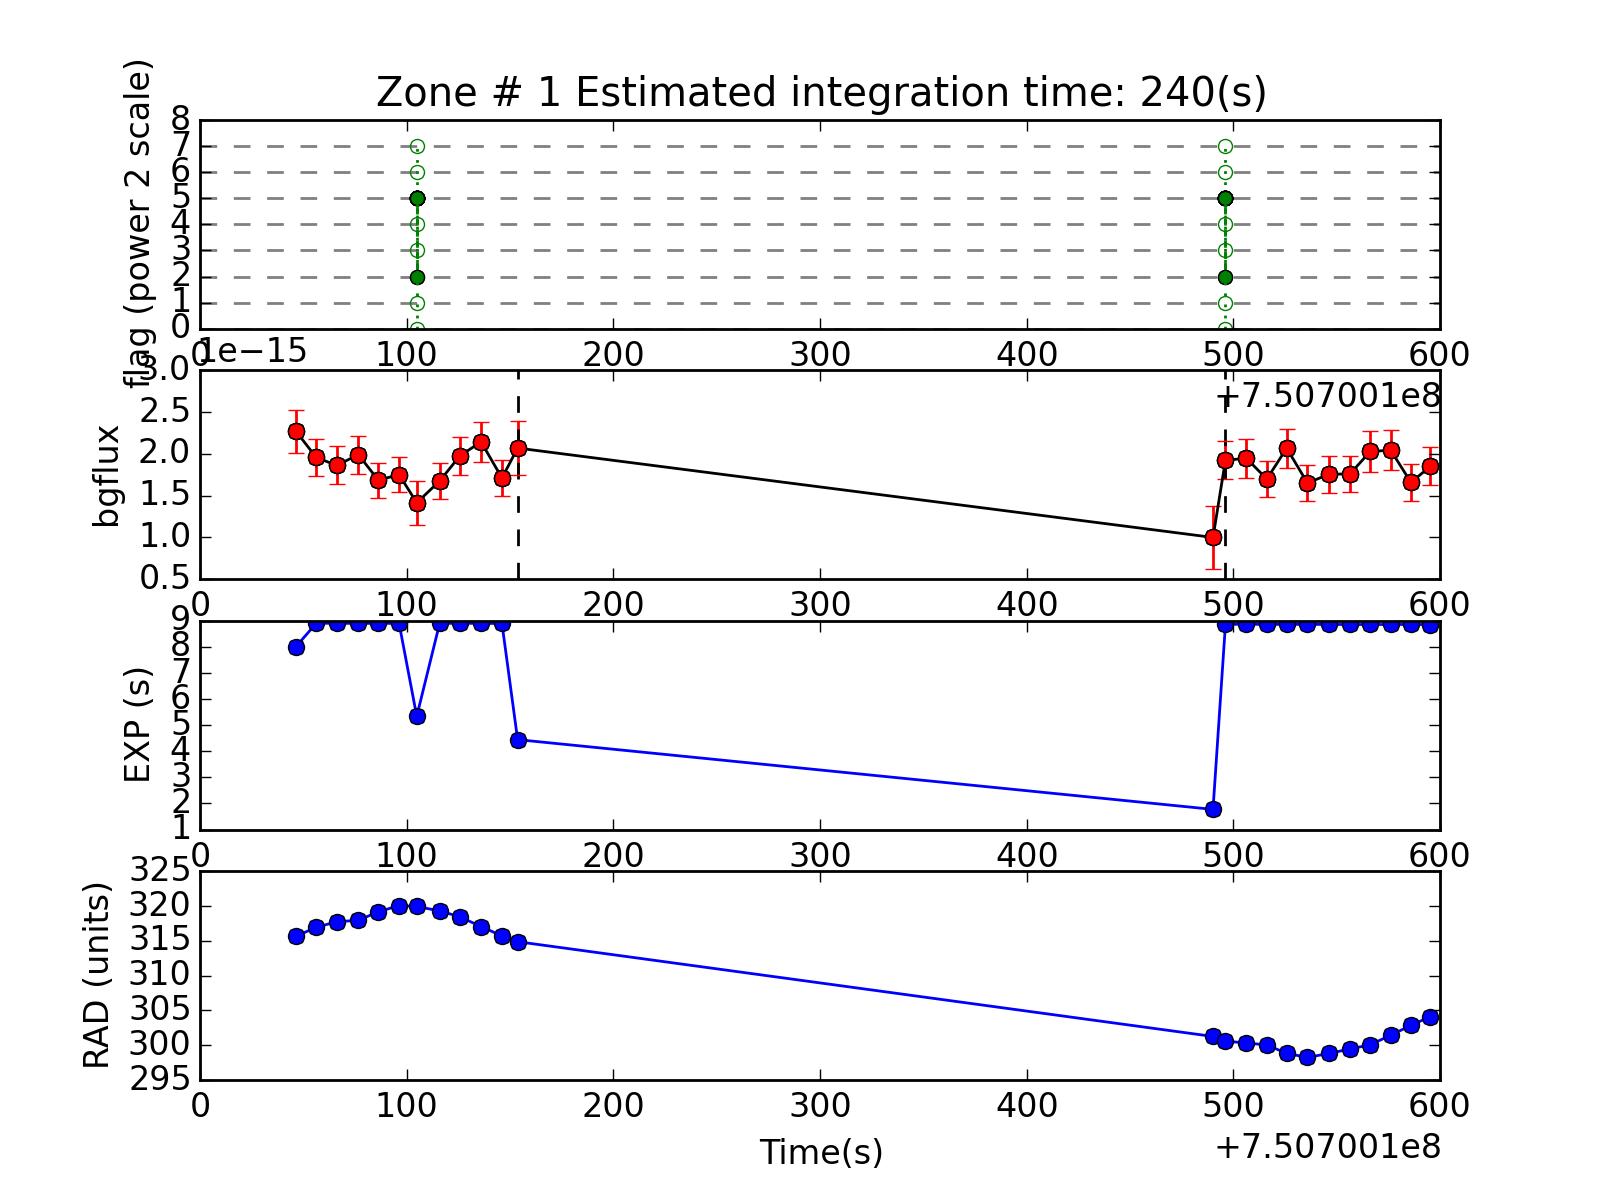 Zone # 1 Estimated integration time: 240(s)
flag (power 2 scale)
8
7
6
5
4
3
2
1
0
0 100 200 300 400 500 600
1e−15
+7.507001e8
bgflux
3.0
2.5
2.0
1.5
1.0
0.5
0 100 200 300 400 500 600
EXP (s)
9
8
7
6
5
4
3
2
1
0 100 200 300 400 500 600
RAD (units)
325
320
315
310
305
300
295
0 100 200 300 400 500 600
Time(s)
+7.507001e8